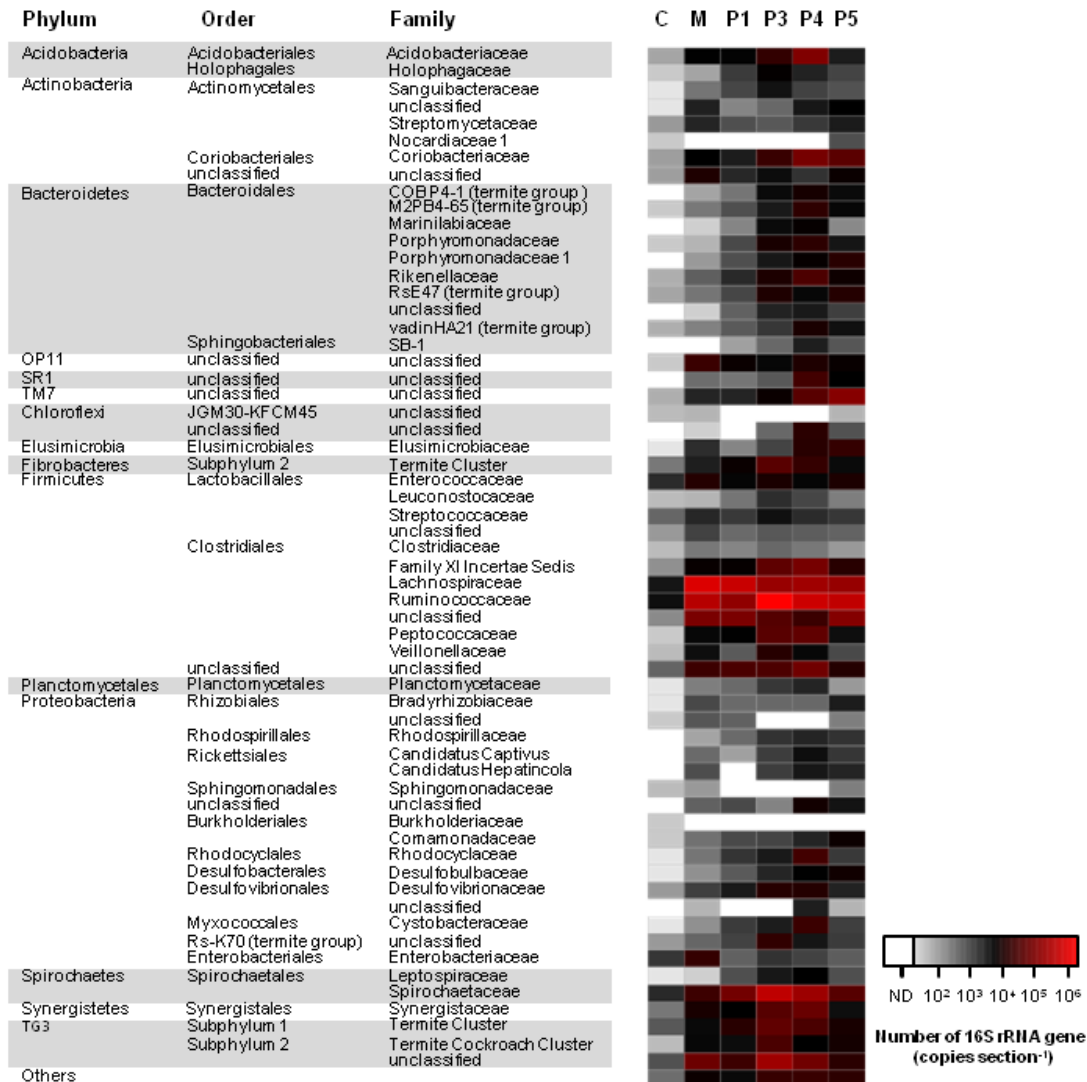 Phylum Order Family C M P1 P3 P4 P5
Acidobacteria Acidobacteriales Acidobacteriaceae
Holophagales Holophagaceae
Actinobacteria Actinomycetales Sanguibacteraceae
unclassified
Streptomycetaceae
Nocardiaceae 1
Coriobacteriales Coriobacteriaceae
unclassified unclassified
Bacteroidetes Bacteroidales COB P4-1 (termite group )
M2PB4-65 (termite group)
Marinilabiaceae
Porphyromonadaceae
Porphyromonadaceae 1
Rikenellaceae
RsE47 (termite group)
unclassified
vadinHA21 (termite group)
Sphingobacteriales SB-1
OP11 unclassified unclassified
SR1 unclassified unclassified
TM7 unclassified unclassified
Chloroflexi JGM30-KFCM45 unclassified
unclassified unclassified
Elusimicrobia Elusimicrobiales Elusimicrobiaceae
Fibrobacteres Subphylum 2 Termite Cluster
Firmicutes Lactobacillales Enterococcaceae
Leuconostocaceae
Streptococcaceae
unclassified
Clostridiales Clostridiaceae
Family XI Incertae Sedis
Lachnospiraceae
Ruminococcaceae
unclassified
Peptococcaceae
Veillonellaceae
unclassified unclassified
Planctomycetales Planctomycetales Planctomycetaceae
Proteobacteria Rhizobiales Bradyrhizobiaceae
unclassified
Rhodospirillales Rhodospirillaceae
Rickettsiales Candidatus Captivus
Candidatus Hepatincola
Sphingomonadales Sphingomonadaceae
unclassified unclassified
Burkholderiales Burkholderiaceae
Comamonadaceae
Rhodocyclales Rhodocyclaceae
Desulfobacterales Desulfobulbaceae
Desulfovibrionales Desulfovibrionaceae
unclassified
Myxococcales Cystobacteraceae
Rs-K70 (termite group) unclassified
Enterobacteriales Enterobacteriaceae
Spirochaetes Spirochaetales Leptospiraceae
Spirochaetaceae
Synergistetes Synergistales Synergistaceae
TG3 Subphylum 1 Termite Cluster
Subphylum 2 Termite Cockroach Cluster
unclassified
Others
ND 10² 10³ 10⁴ 10⁵ 10⁶
Number of 16S rRNA gene
(copies section⁻¹)